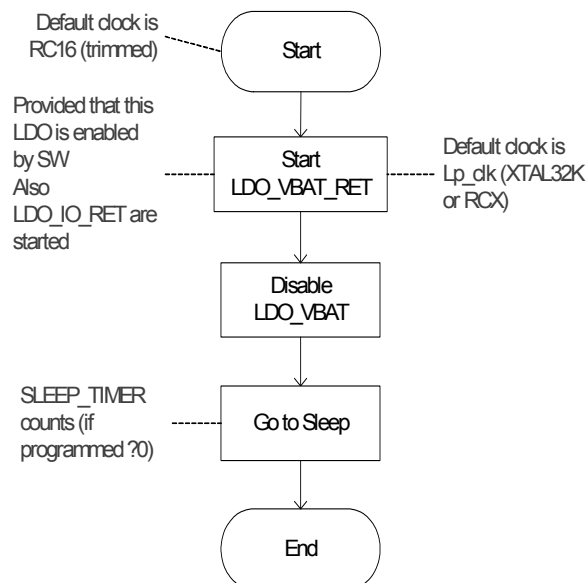 Default clock is
RC16 (trimmed)
Start
Provided that this
LDO is enabled
by SW
Also
LDO_IO_RET are
started
Start
LDO_VBAT_RET
Default clock is
Lp_clk (XTAL32K
or RCX)
Disable
LDO_VBAT
SLEEP_TIMER
counts (if
programmed ?0)
Go to Sleep
End